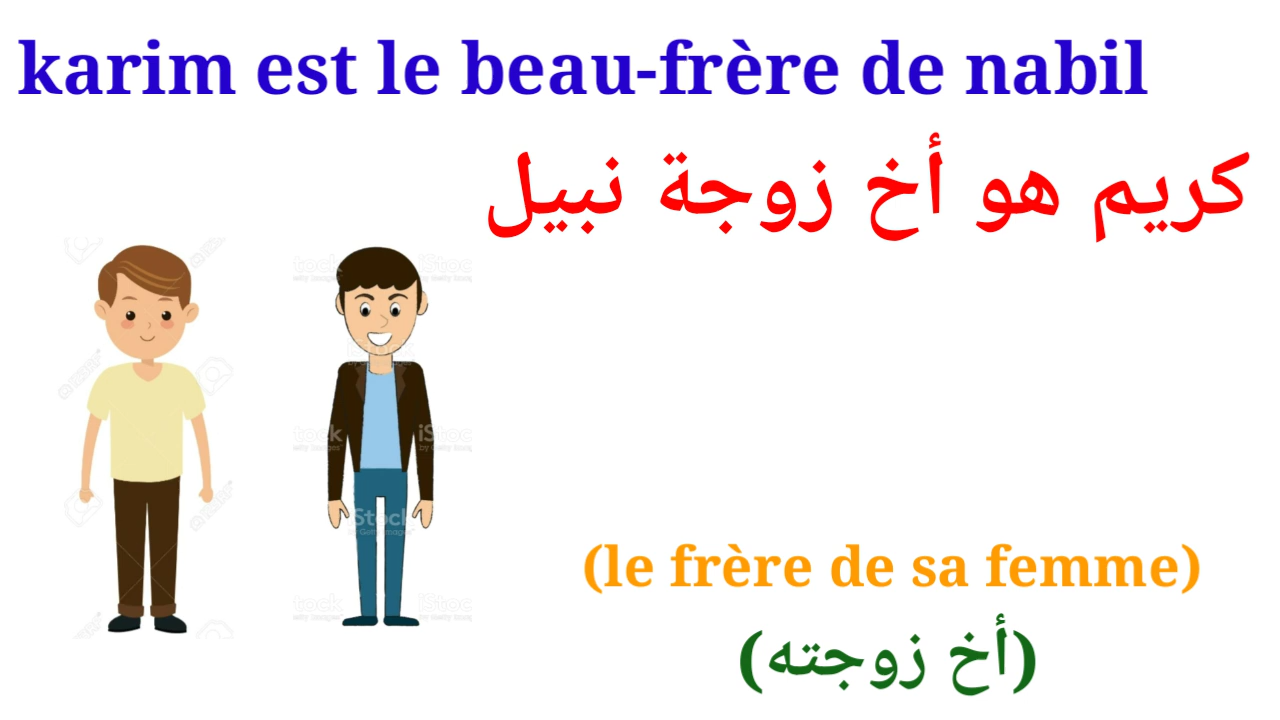 karim est le beau-frère de nabil
كريم هو أخ زوجة نبيل
(le frère de sa femme)
(أخ زوجته)